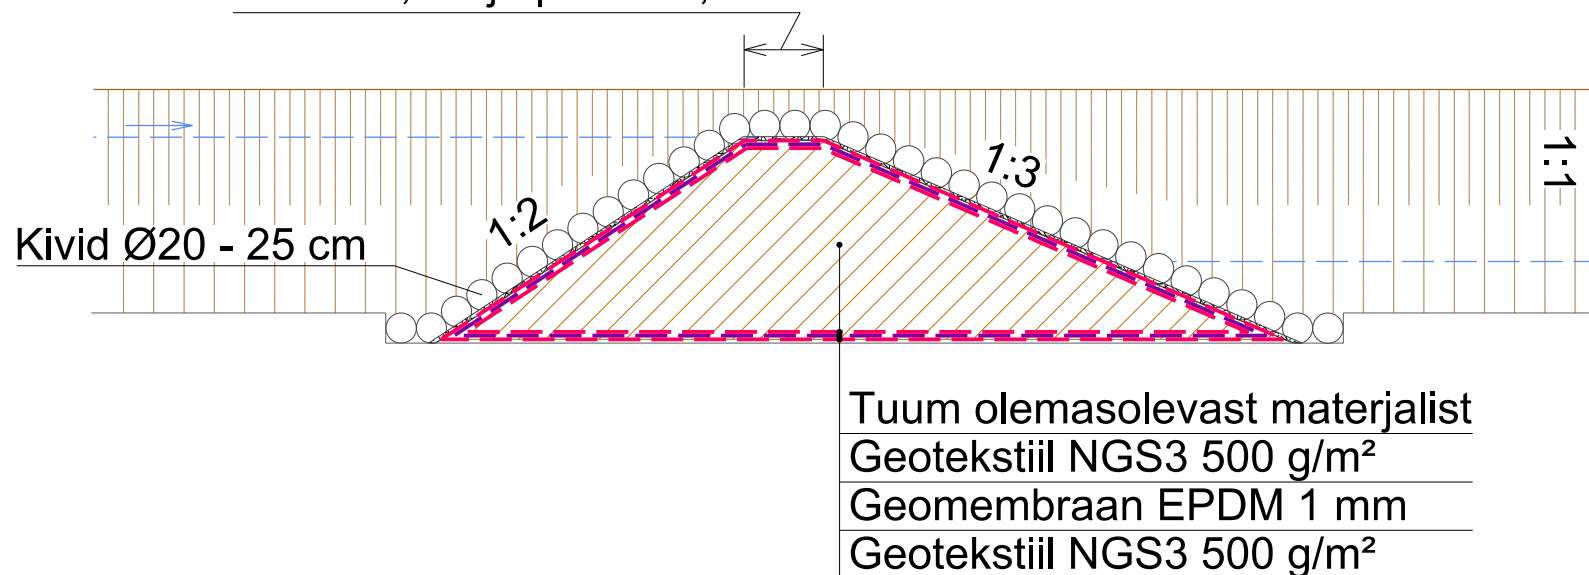 1:1
1:3
1:2
Kivid Ø20 - 25 cm
Tuum olemasolevast materjalist
Geotekstiil NGS3 500 g/m²
Geomembraan EPDM 1 mm
Geotekstiil NGS3 500 g/m²